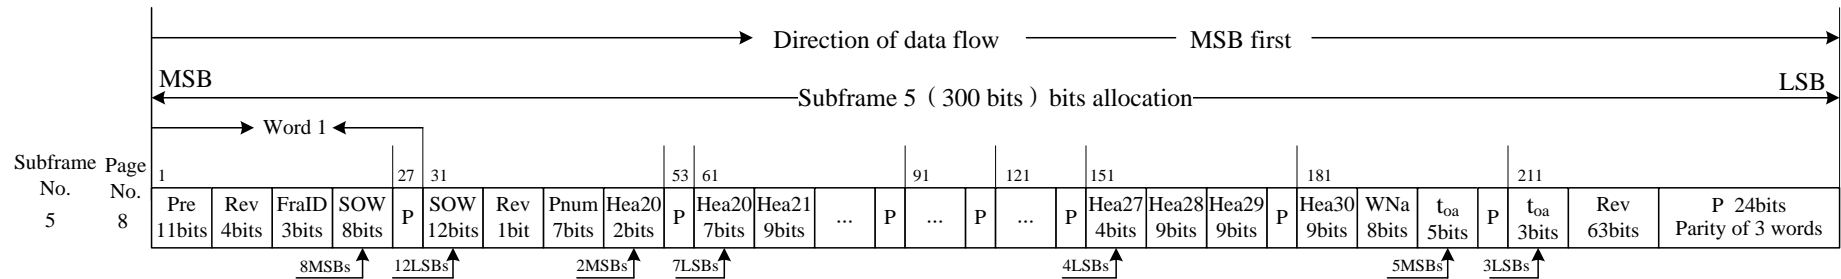 Direction of data flow MSB first
MSB LSB
Subframe 5（300 bits）bits allocation
Word 1
Subframe No. Page No.
1 27 31 53 61 91 121 151 181 211
5 8
Pre 11bits
Rev 4bits
FraID 3bits
SOW 8bits
P
SOW 12bits
Rev 1bit
Pnum 7bits
Hea20 2bits
P
Hea20 7bits
Hea21 9bits
...
P
...
P
...
P
Hea27 4bits
Hea28 9bits
Hea29 9bits
P
Hea30 9bits
WNa 8bits
toa 5bits
P
toa 3bits
Rev 63bits
P 24bits
Parity of 3 words
8MSBs 12LSBs 2MSBs 7LSBs 4LSBs 5MSBs 3LSBs